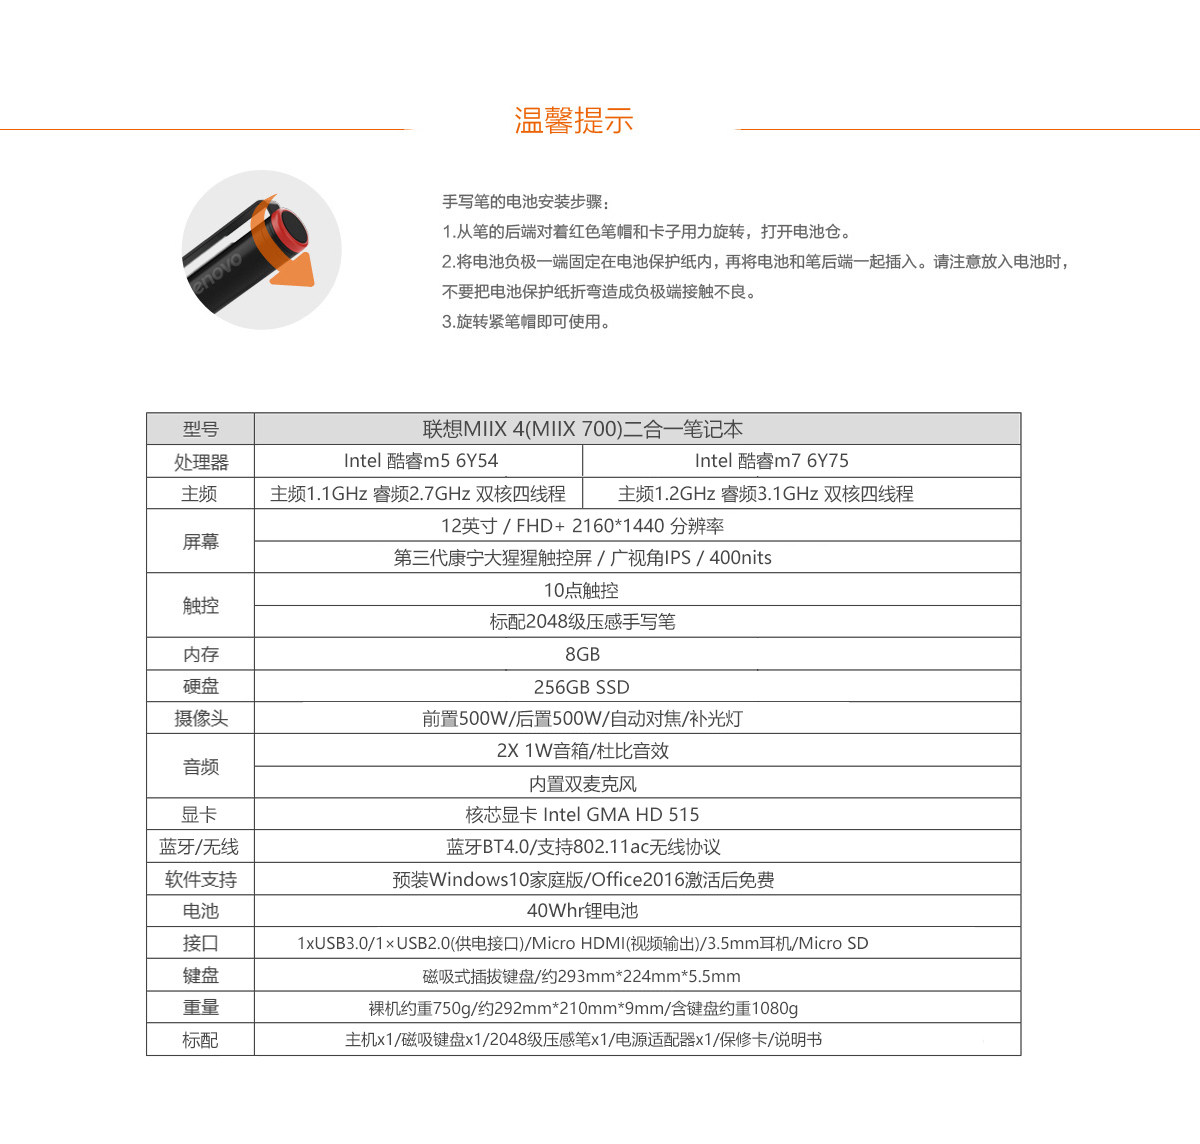 温馨提示
lenovo
手写笔的电池安装步骤：
1.从笔的后端对着红色笔帽和卡子用力旋转，打开电池仓。
2.将电池负极一端固定在电池保护纸内，再将电池和笔后端一起插入。请注意放入电池时，
不要把电池保护纸折弯造成负极端接触不良。
3.旋转紧笔帽即可使用。
型号 联想MIIX 4(MIIX 700)二合一笔记本
处理器 Intel 酷睿m5 6Y54 Intel 酷睿m7 6Y75
主频 主频1.1GHz 睿频2.7GHz 双核四线程 主频1.2GHz 睿频3.1GHz 双核四线程
屏幕 12英寸 / FHD+ 2160*1440 分辨率
第三代康宁大猩猩触控屏 / 广视角IPS / 400nits
触控 10点触控
标配2048级压感手写笔
内存 8GB
硬盘 256GB SSD
摄像头 前置500W/后置500W/自动对焦/补光灯
音频 2X 1W音箱/杜比音效
内置双麦克风
显卡 核芯显卡 Intel GMA HD 515
蓝牙/无线 蓝牙BT4.0/支持802.11ac无线协议
软件支持 预装Windows10家庭版/Office2016激活后免费
电池 40Whr锂电池
接口 1xUSB3.0/1×USB2.0(供电接口)/Micro HDMI(视频输出)/3.5mm耳机/Micro SD
键盘 磁吸式插拔键盘/约293mm*224mm*5.5mm
重量 裸机约重750g/约292mm*210mm*9mm/含键盘约重1080g
标配 主机x1/磁吸键盘x1/2048级压感笔x1/电源适配器x1/保修卡/说明书